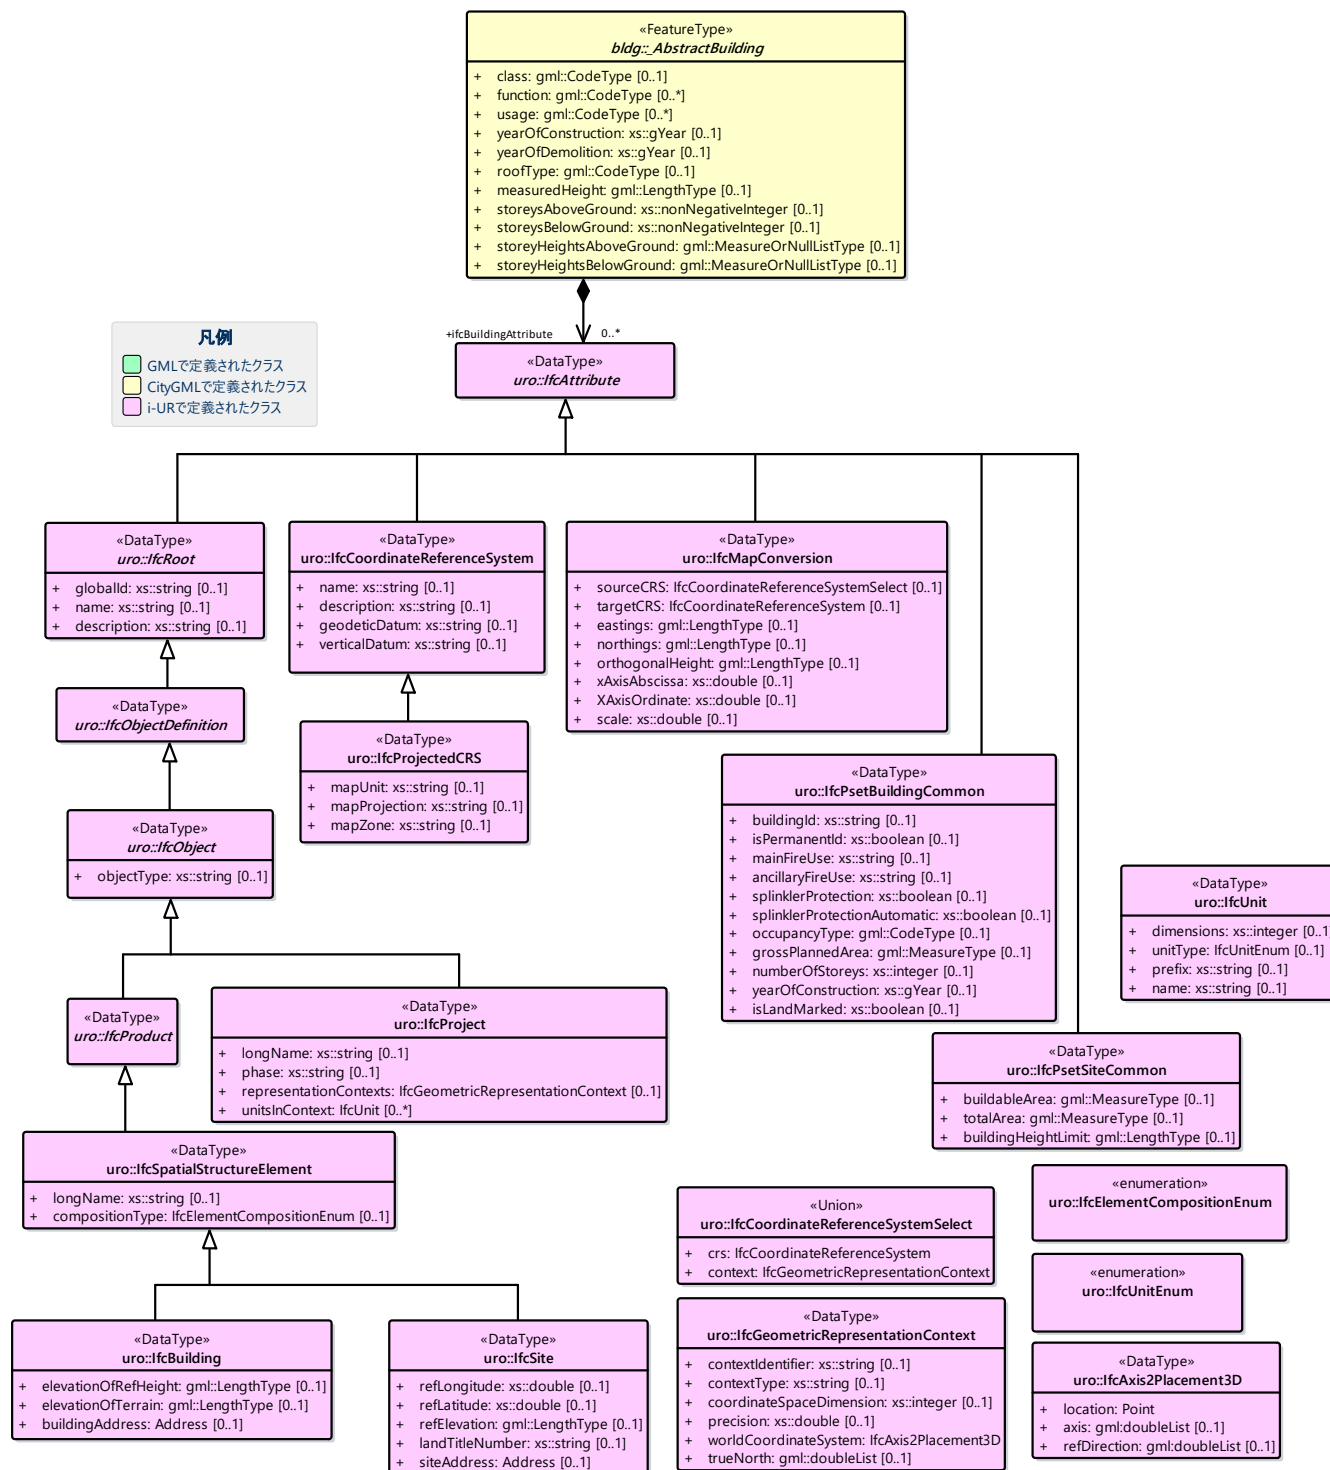 «FeatureType»
bldg::_AbstractBuilding
+ class: gml::CodeType [0..1]
+ function: gml::CodeType [0..*]
+ usage: gml::CodeType [0..*]
+ yearOfConstruction: xs::gYear [0..1]
+ yearOfDemolition: xs::gYear [0..1]
+ roofType: gml::CodeType [0..1]
+ measuredHeight: gml::LengthType [0..1]
+ storeysAboveGround: xs::nonNegativeInteger [0..1]
+ storeysBelowGround: xs::nonNegativeInteger [0..1]
+ storeyHeightsAboveGround: gml::MeasureOrNullListType [0..1]
+ storeyHeightsBelowGround: gml::MeasureOrNullListType [0..1]
+ifcBuildingAttribute 0..*
凡例
GMLで定義されたクラス
CityGMLで定義されたクラス
i-URで定義されたクラス
«DataType»
uro::IfcAttribute
«DataType»
uro::IfcRoot
+ globalId: xs::string [0..1]
+ name: xs::string [0..1]
+ description: xs::string [0..1]
«DataType»
uro::IfcCoordinateReferenceSystem
+ name: xs::string [0..1]
+ description: xs::string [0..1]
+ geodeticDatum: xs::string [0..1]
+ verticalDatum: xs::string [0..1]
«DataType»
uro::IfcMapConversion
+ sourceCRS: IfcCoordinateReferenceSystemSelect [0..1]
+ targetCRS: IfcCoordinateReferenceSystem [0..1]
+ eastings: gml::LengthType [0..1]
+ northings: gml::LengthType [0..1]
+ orthogonalHeight: gml::LengthType [0..1]
+ xAxisAbscissa: xs::double [0..1]
+ XAxisOrdinate: xs::double [0..1]
+ scale: xs::double [0..1]
«DataType»
uro::IfcObjectDefinition
«DataType»
uro::IfcProjectedCRS
+ mapUnit: xs::string [0..1]
+ mapProjection: xs::string [0..1]
+ mapZone: xs::string [0..1]
«DataType»
uro::IfcPsetBuildingCommon
+ buildingId: xs::string [0..1]
+ isPermanentId: xs::boolean [0..1]
+ mainFireUse: xs::string [0..1]
+ ancillaryFireUse: xs::string [0..1]
+ splinklerProtection: xs::boolean [0..1]
+ splinklerProtectionAutomatic: xs::boolean [0..1]
+ occupancyType: gml::CodeType [0..1]
+ grossPlannedArea: gml::MeasureType [0..1]
+ numberOfStoreys: xs::integer [0..1]
+ yearOfConstruction: xs::gYear [0..1]
+ isLandMarked: xs::boolean [0..1]
«DataType»
uro::IfcObject
+ objectType: xs::string [0..1]
«DataType»
uro::IfcUnit
+ dimensions: xs::integer [0..1]
+ unitType: IfcUnitEnum [0..1]
+ prefix: xs::string [0..1]
+ name: xs::string [0..1]
«DataType»
uro::IfcProduct
«DataType»
uro::IfcProject
+ longName: xs::string [0..1]
+ phase: xs::string [0..1]
+ representationContexts: IfcGeometricRepresentationContext [0..1]
+ unitsInContext: IfcUnit [0..*]
«DataType»
uro::IfcPsetSiteCommon
+ buildableArea: gml::MeasureType [0..1]
+ totalArea: gml::MeasureType [0..1]
+ buildingHeightLimit: gml::LengthType [0..1]
«DataType»
uro::IfcSpatialStructureElement
+ longName: xs::string [0..1]
+ compositionType: IfcElementCompositionEnum [0..1]
«enumeration»
uro::IfcElementCompositionEnum
«Union»
uro::IfcCoordinateReferenceSystemSelect
+ crs: IfcCoordinateReferenceSystem
+ context: IfcGeometricRepresentationContext
«enumeration»
uro::IfcUnitEnum
«DataType»
uro::IfcBuilding
+ elevationOfRefHeight: gml::LengthType [0..1]
+ elevationOfTerrain: gml::LengthType [0..1]
+ buildingAddress: Address [0..1]
«DataType»
uro::IfcSite
+ refLongitude: xs::double [0..1]
+ refLatitude: xs::double [0..1]
+ refElevation: gml::LengthType [0..1]
+ landTitleNumber: xs::string [0..1]
+ siteAddress: Address [0..1]
«DataType»
uro::IfcGeometricRepresentationContext
+ contextIdentifier: xs::string [0..1]
+ contextType: xs::string [0..1]
+ coordinateSpaceDimension: xs::integer [0..1]
+ precision: xs::double [0..1]
+ worldCoordinateSystem: IfcAxis2Placement3D
+ trueNorth: gml::doubleList [0..1]
«DataType»
uro::IfcAxis2Placement3D
+ location: Point
+ axis: gml:doubleList [0..1]
+ refDirection: gml:doubleList [0..1]